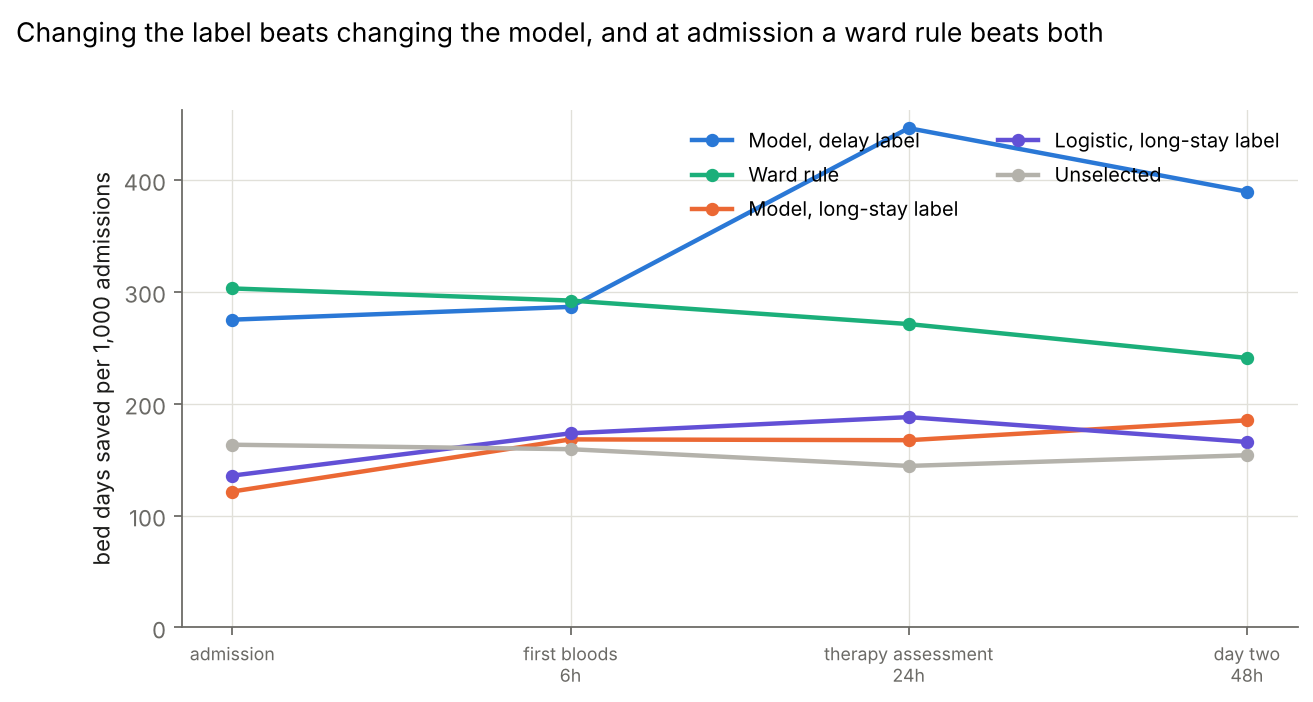 Changing the label beats changing the model, and at admission a ward rule beats both
bed days saved per 1,000 admissions
400
300
200
100
0
Model, delay label
Ward rule
Model, long-stay label
Logistic, long-stay label
Unselected
admission
first bloods
6h
therapy assessment
24h
day two
48h